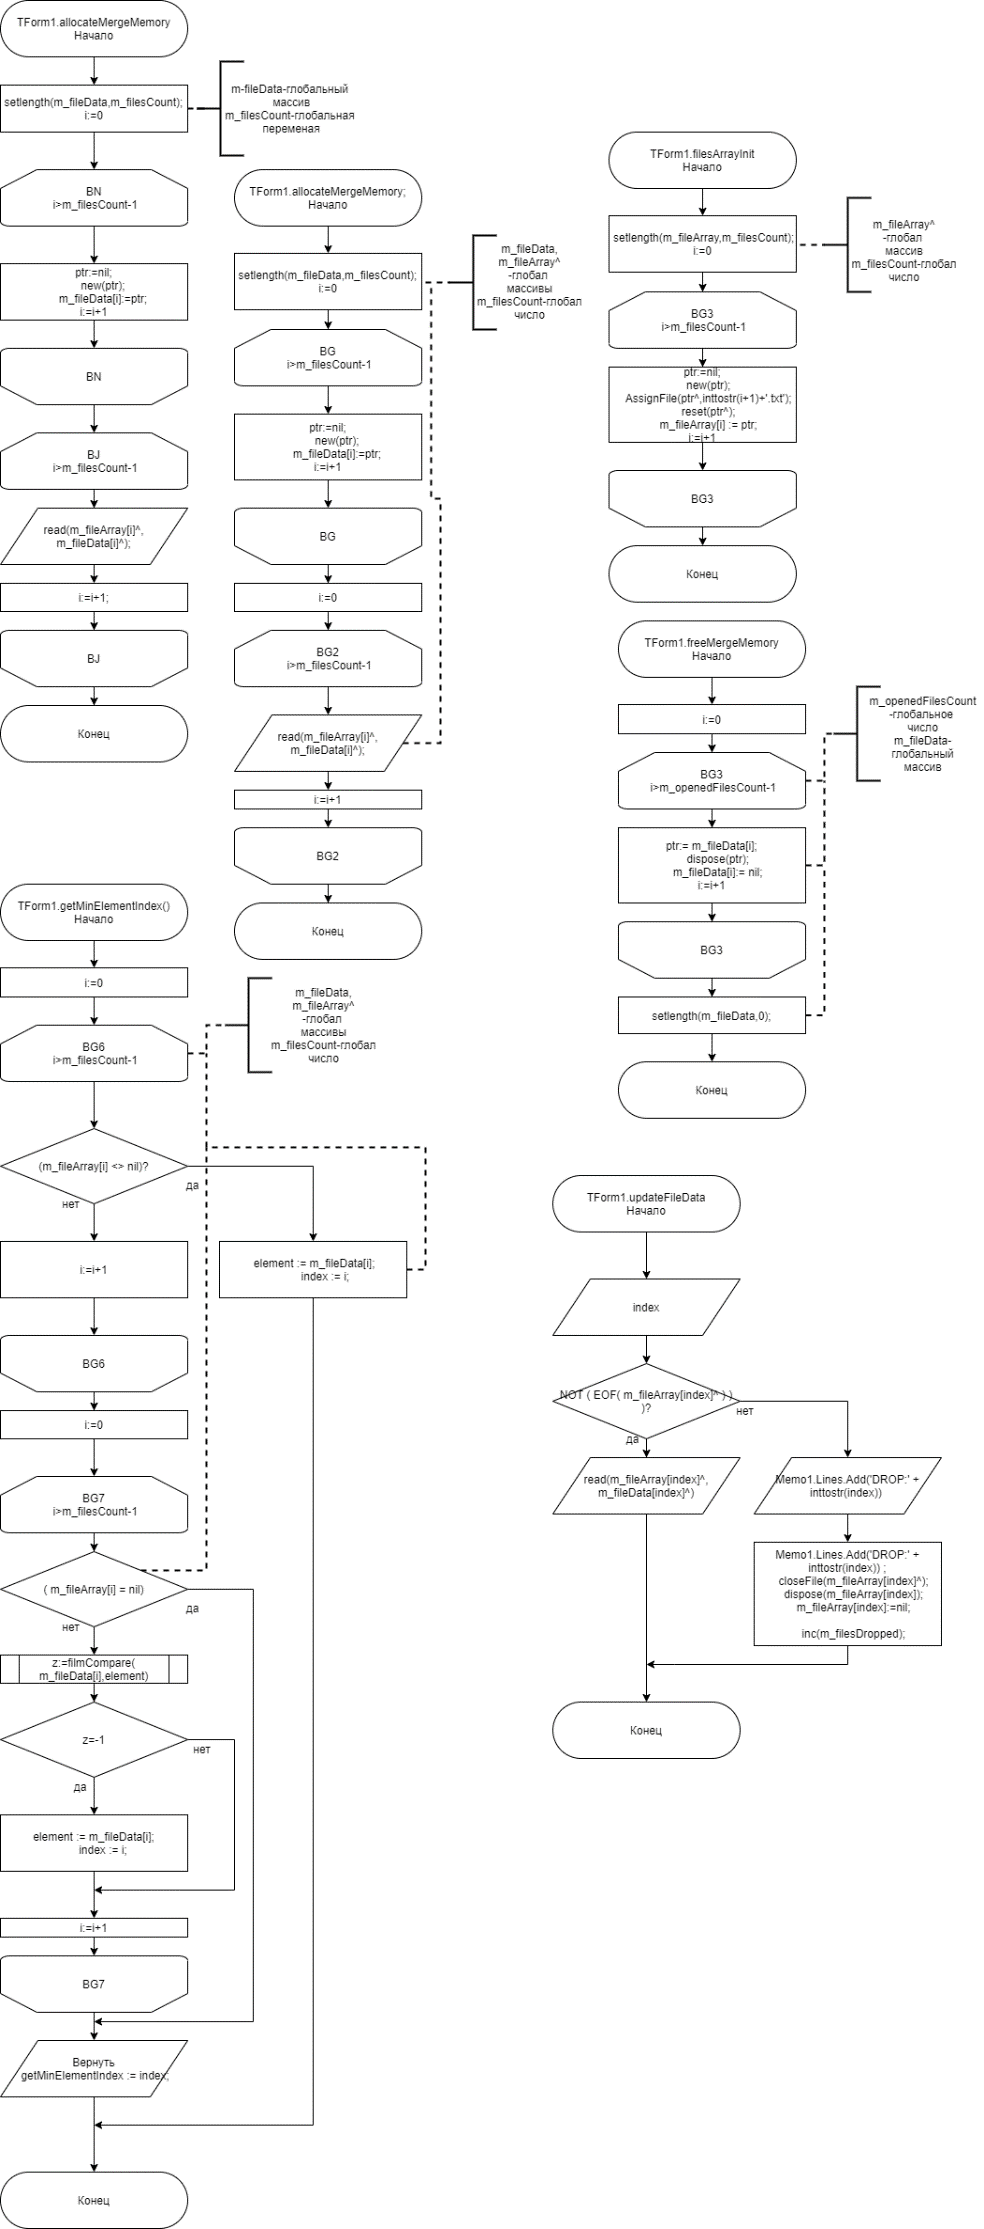 TForm1.allocateMergeMemory
Начало
setlength(m_fileData,m_filesCount);
i:=0
m-fileData-глобальный
массив
m_filesCount-глобальная
переменая
BN
i>m_filesCount-1
ptr:=nil;
new(ptr);
m_fileData[i]:=ptr;
i:=i+1
BN
BJ
i>m_filesCount-1
read(m_fileArray[i]^,
m_fileData[i]^);
i:=i+1;
BJ
Конец
TForm1.allocateMergeMemory;
Начало
setlength(m_fileData,m_filesCount);
i:=0
m_fileData,
m_fileArray^
-глобал
массивы
m_filesCount-глобал
число
BG
i>m_filesCount-1
ptr:=nil;
new(ptr);
m_fileData[i]:=ptr;
i:=i+1
BG
i:=0
BG2
i>m_filesCount-1
read(m_fileArray[i]^,
m_fileData[i]^);
i:=i+1
BG2
Конец
TForm1.filesArrayInit
Начало
setlength(m_fileArray,m_filesCount);
i:=0
m_fileArray^
-глобал
массив
m_filesCount-глобал
число
BG3
i>m_filesCount-1
ptr:=nil;
new(ptr);
AssignFile(ptr^,inttostr(i+1)+'.txt');
reset(ptr^);
m_fileArray[i] := ptr;
i:=i+1
BG3
Конец
TForm1.freeMergeMemory
Начало
i:=0
m_openedFilesCount
-глобальное
число
m_fileData-
глобальный
массив
BG3
i>m_openedFilesCount-1
ptr:= m_fileData[i];
dispose(ptr);
m_fileData[i]:= nil;
i:=i+1
BG3
setlength(m_fileData,0);
Конец
TForm1.getMinElementIndex()
Начало
i:=0
BG6
i>m_filesCount-1
m_fileData,
m_fileArray^
-глобал
массивы
m_filesCount-глобал
число
(m_fileArray[i] <> nil)?
да
нет
i:=i+1
element := m_fileData[i];
index := i;
BG6
i:=0
BG7
i>m_filesCount-1
( m_fileArray[i] = nil)
да
нет
z:=filmCompare(
m_fileData[i],element)
z=-1
нет
да
element := m_fileData[i];
index := i;
i:=i+1
BG7
Вернуть
getMinElementIndex := index;
Конец
TForm1.updateFileData
Начало
index
NOT ( EOF( m_fileArray[index]^ ) )
)?
нет
да
read(m_fileArray[index]^,
m_fileData[index]^)
Memo1.Lines.Add('DROP:' +
inttostr(index))
Memo1.Lines.Add('DROP:' +
inttostr(index)) ;
closeFile(m_fileArray[index]^);
dispose(m_fileArray[index]);
m_fileArray[index]:=nil;
inc(m_filesDropped);
Конец